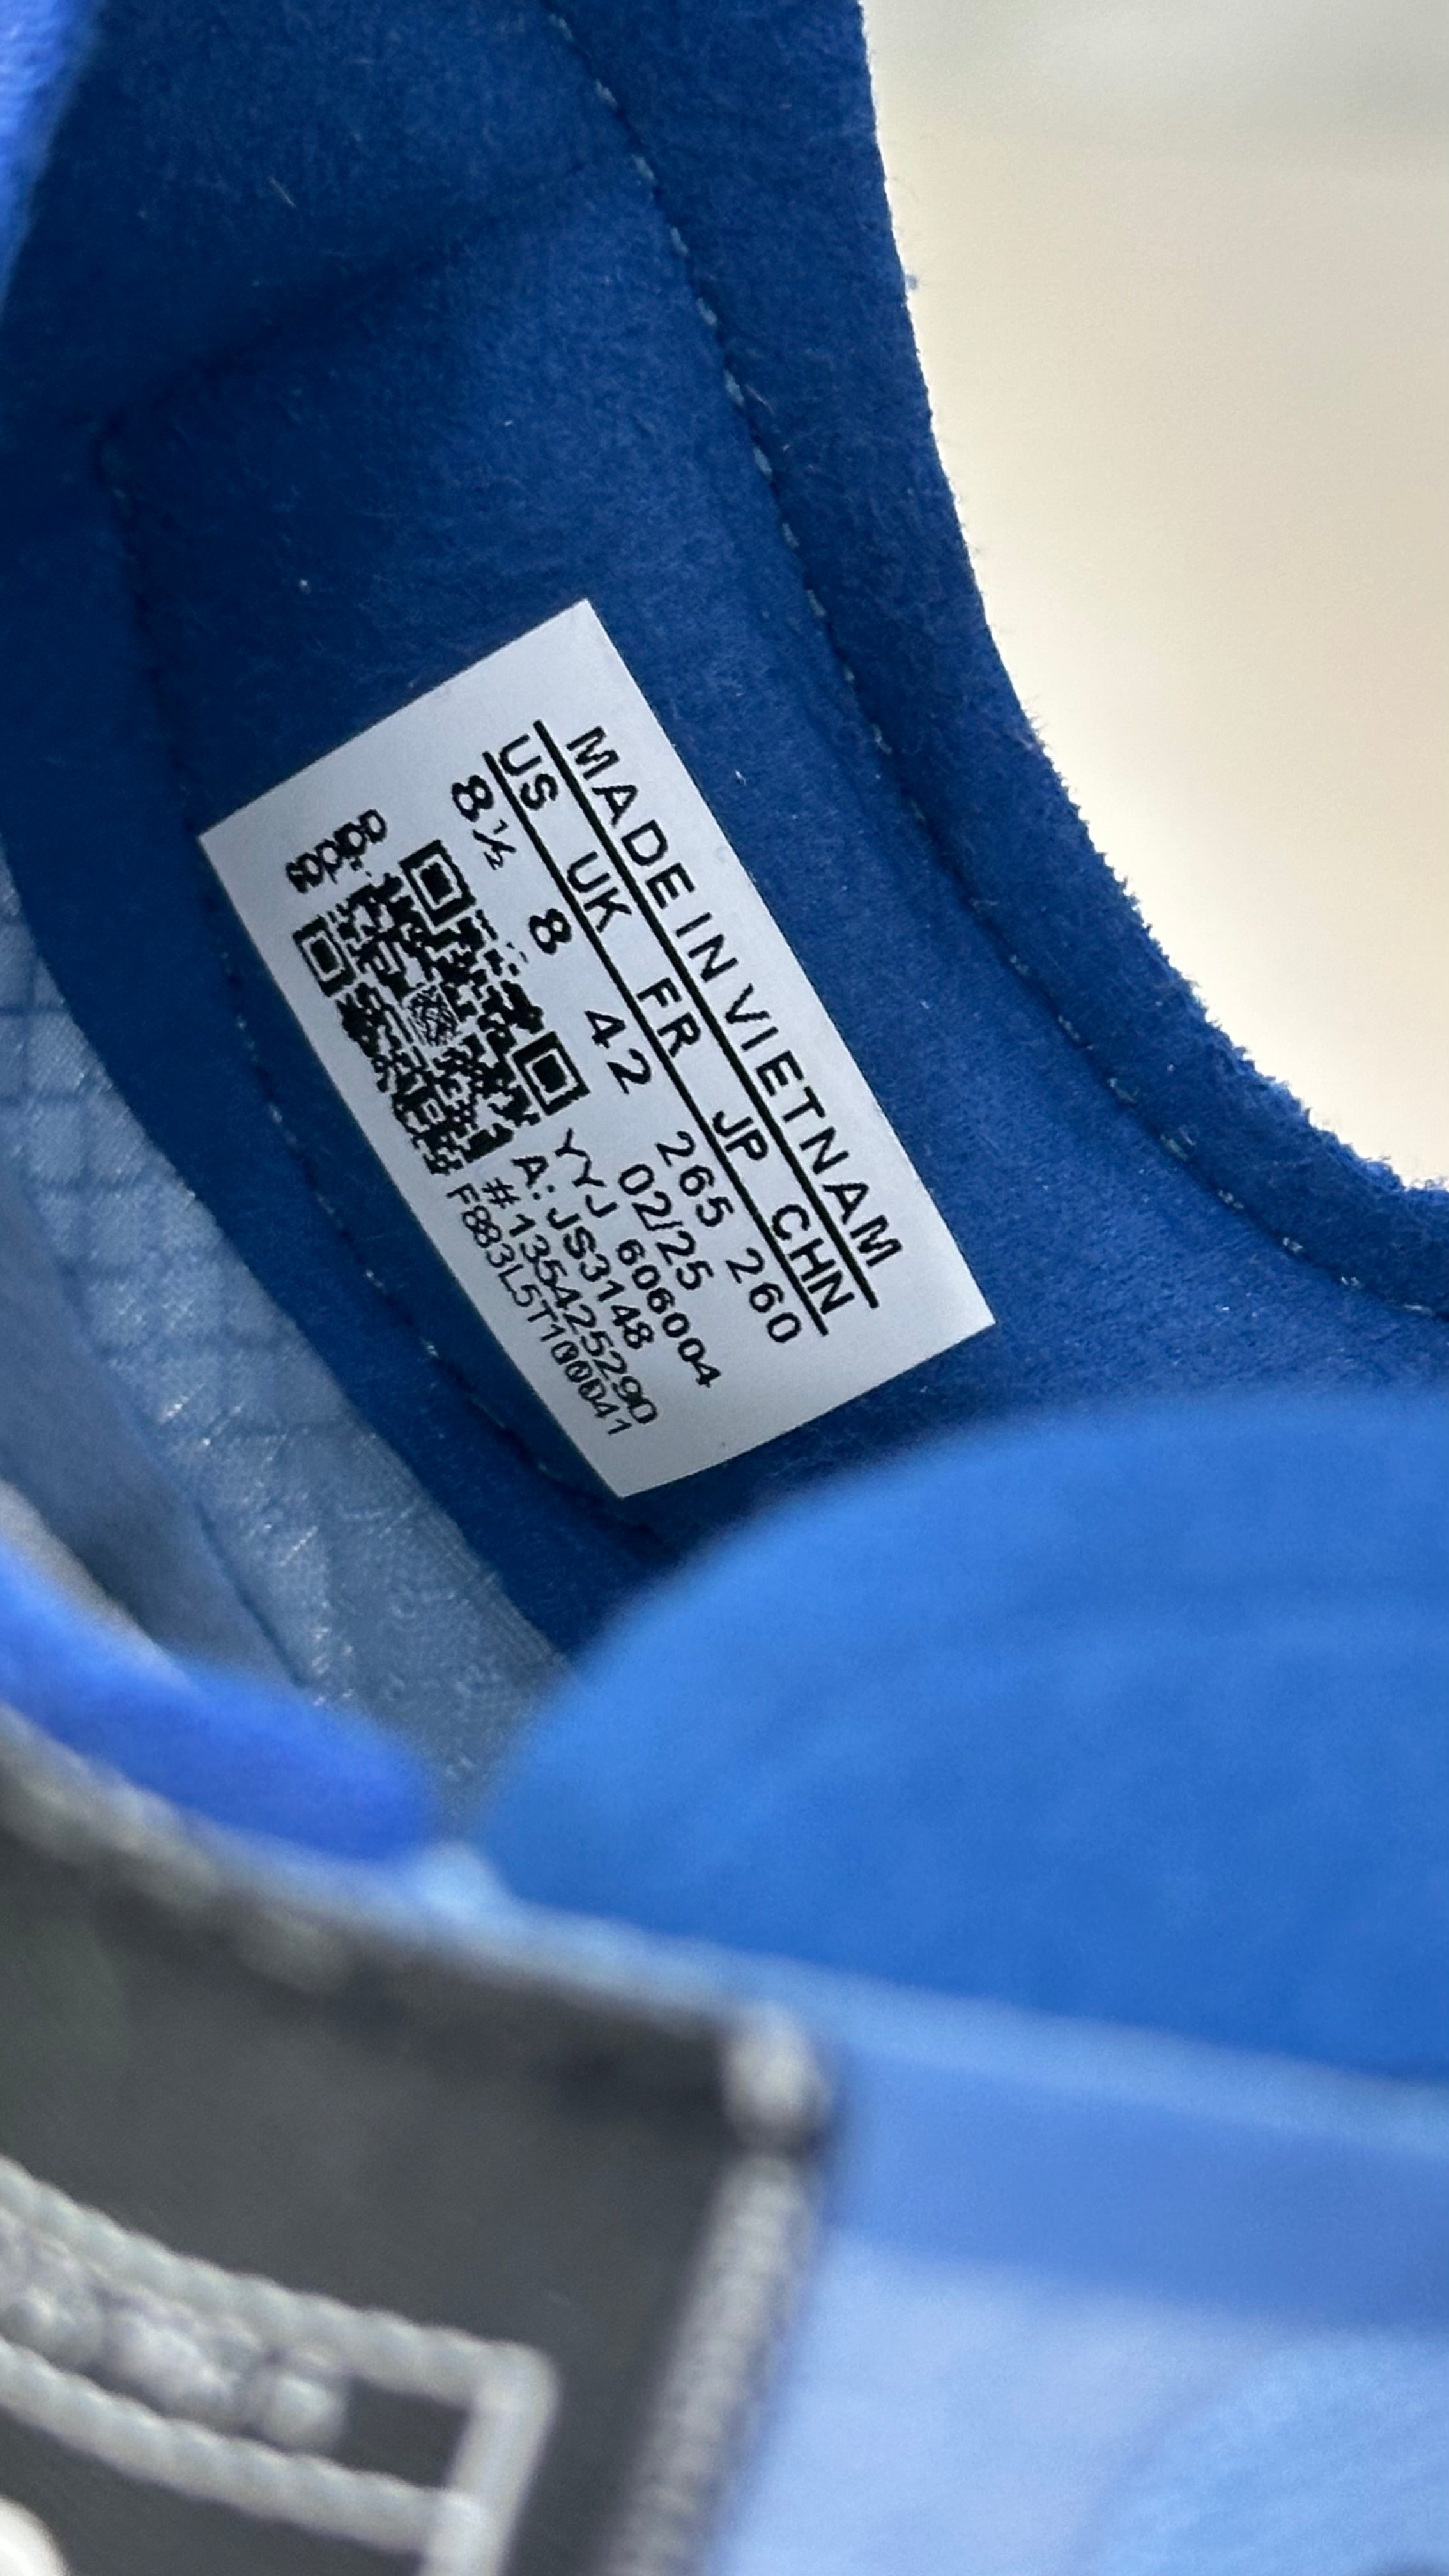 MADE IN VIETNAM
US UK FR JP CHN
8½ 8 42 265 260
02/25
YYJ 606004
A: JS3148
#135425290
F883L5T100041
adidas